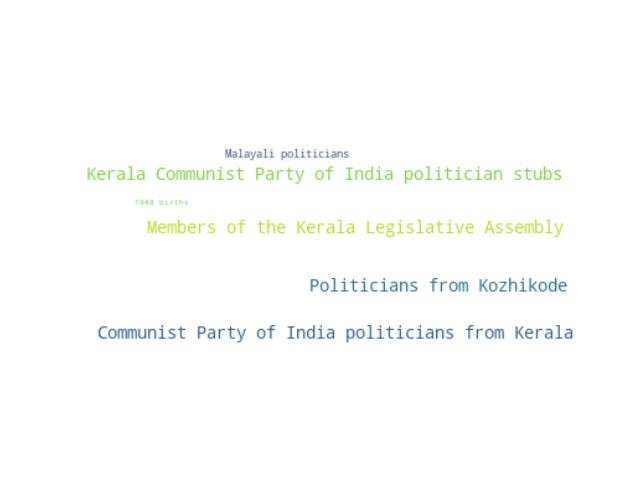 Malayali politicians
Kerala Communist Party of India politician stubs
1948 births
Members of the Kerala Legislative Assembly
Politicians from Kozhikode
Communist Party of India politicians from Kerala